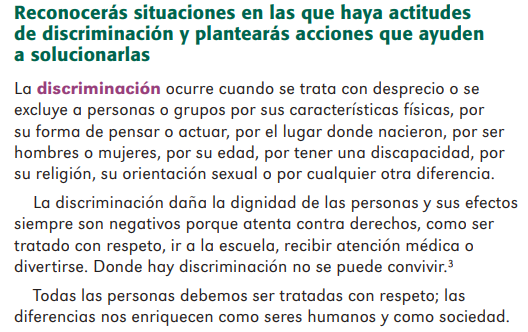 Reconocerás situaciones en las que haya actitudes
de discriminación y plantearás acciones que ayuden
a solucionarlas
La discriminación ocurre cuando se trata con desprecio o se
excluye a personas o grupos por sus características físicas, por
su forma de pensar o actuar, por el lugar donde nacieron, por ser
hombres o mujeres, por su edad, por tener una discapacidad, por
su religión, su orientación sexual o por cualquier otra diferencia.
La discriminación daña la dignidad de las personas y sus efectos
siempre son negativos porque atenta contra derechos, como ser
tratado con respeto, ir a la escuela, recibir atención médica o
divertirse. Donde hay discriminación no se puede convivir.³
Todas las personas debemos ser tratadas con respeto; las
diferencias nos enriquecen como seres humanos y como sociedad.